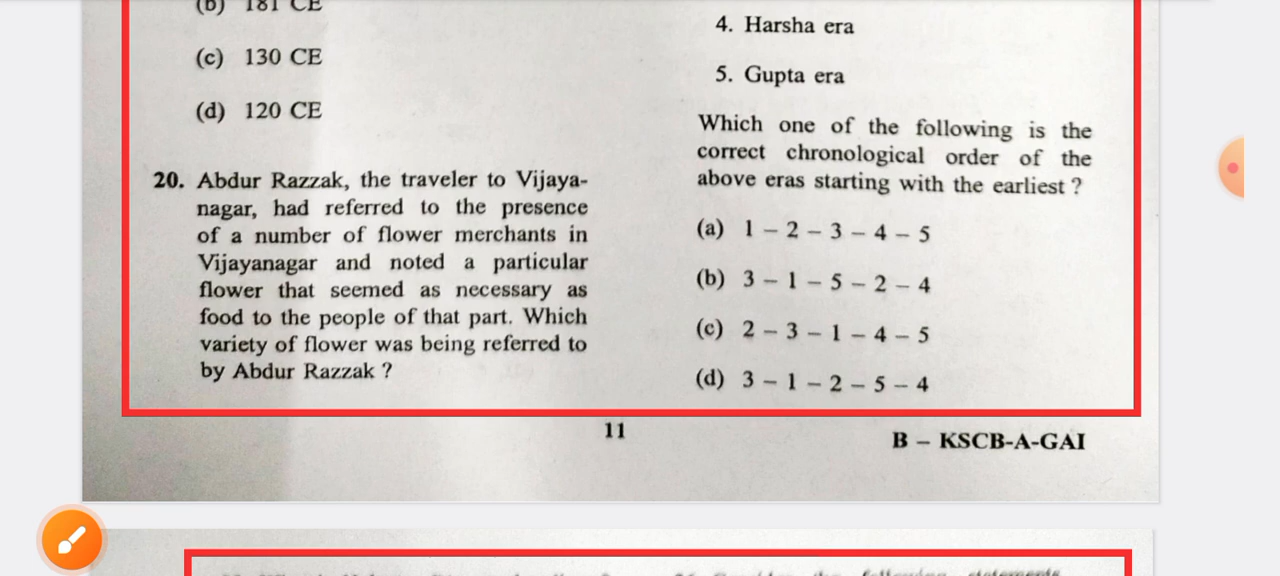 (b) 181 CE
(c) 130 CE
(d) 120 CE
20. Abdur Razzak, the traveler to Vijaya-
nagar, had referred to the presence
of a number of flower merchants in
Vijayanagar and noted a particular
flower that seemed as necessary as
food to the people of that part. Which
variety of flower was being referred to
by Abdur Razzak ?
4. Harsha era
5. Gupta era
Which one of the following is the
correct chronological order of the
above eras starting with the earliest ?
(a) 1 – 2 – 3 – 4 – 5
(b) 3 – 1 – 5 – 2 – 4
(c) 2 – 3 – 1 – 4 – 5
(d) 3 – 1 – 2 – 5 – 4
11
B – KSCB-A-GAI